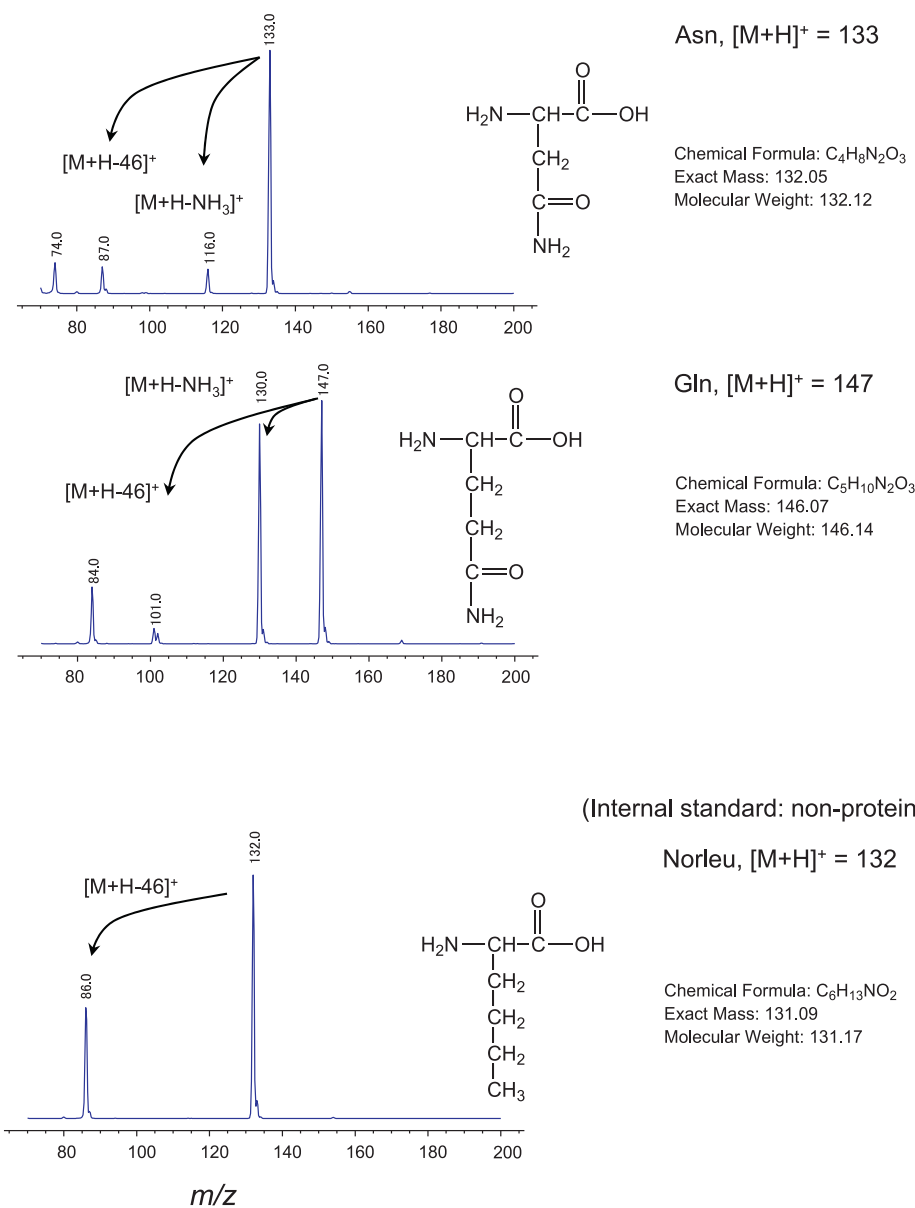 Asn, [M+H]+ = 133
133.0
[M+H-46]+
[M+H-NH3]+
74.0
87.0
116.0
80 100 120 140 160 180 200
O
H2N—CH—C—OH
CH2
C=O
NH2
Chemical Formula: C4H8N2O3
Exact Mass: 132.05
Molecular Weight: 132.12
Gln, [M+H]+ = 147
[M+H-NH3]+
130.0
147.0
[M+H-46]+
84.0
101.0
80 100 120 140 160 180 200
O
H2N—CH—C—OH
CH2
CH2
C=O
NH2
Chemical Formula: C5H10N2O3
Exact Mass: 146.07
Molecular Weight: 146.14
(Internal standard: non-protein
Norleu, [M+H]+ = 132
132.0
[M+H-46]+
86.0
80 100 120 140 160 180 200
O
H2N—CH—C—OH
CH2
CH2
CH2
CH3
Chemical Formula: C6H13NO2
Exact Mass: 131.09
Molecular Weight: 131.17
m/z